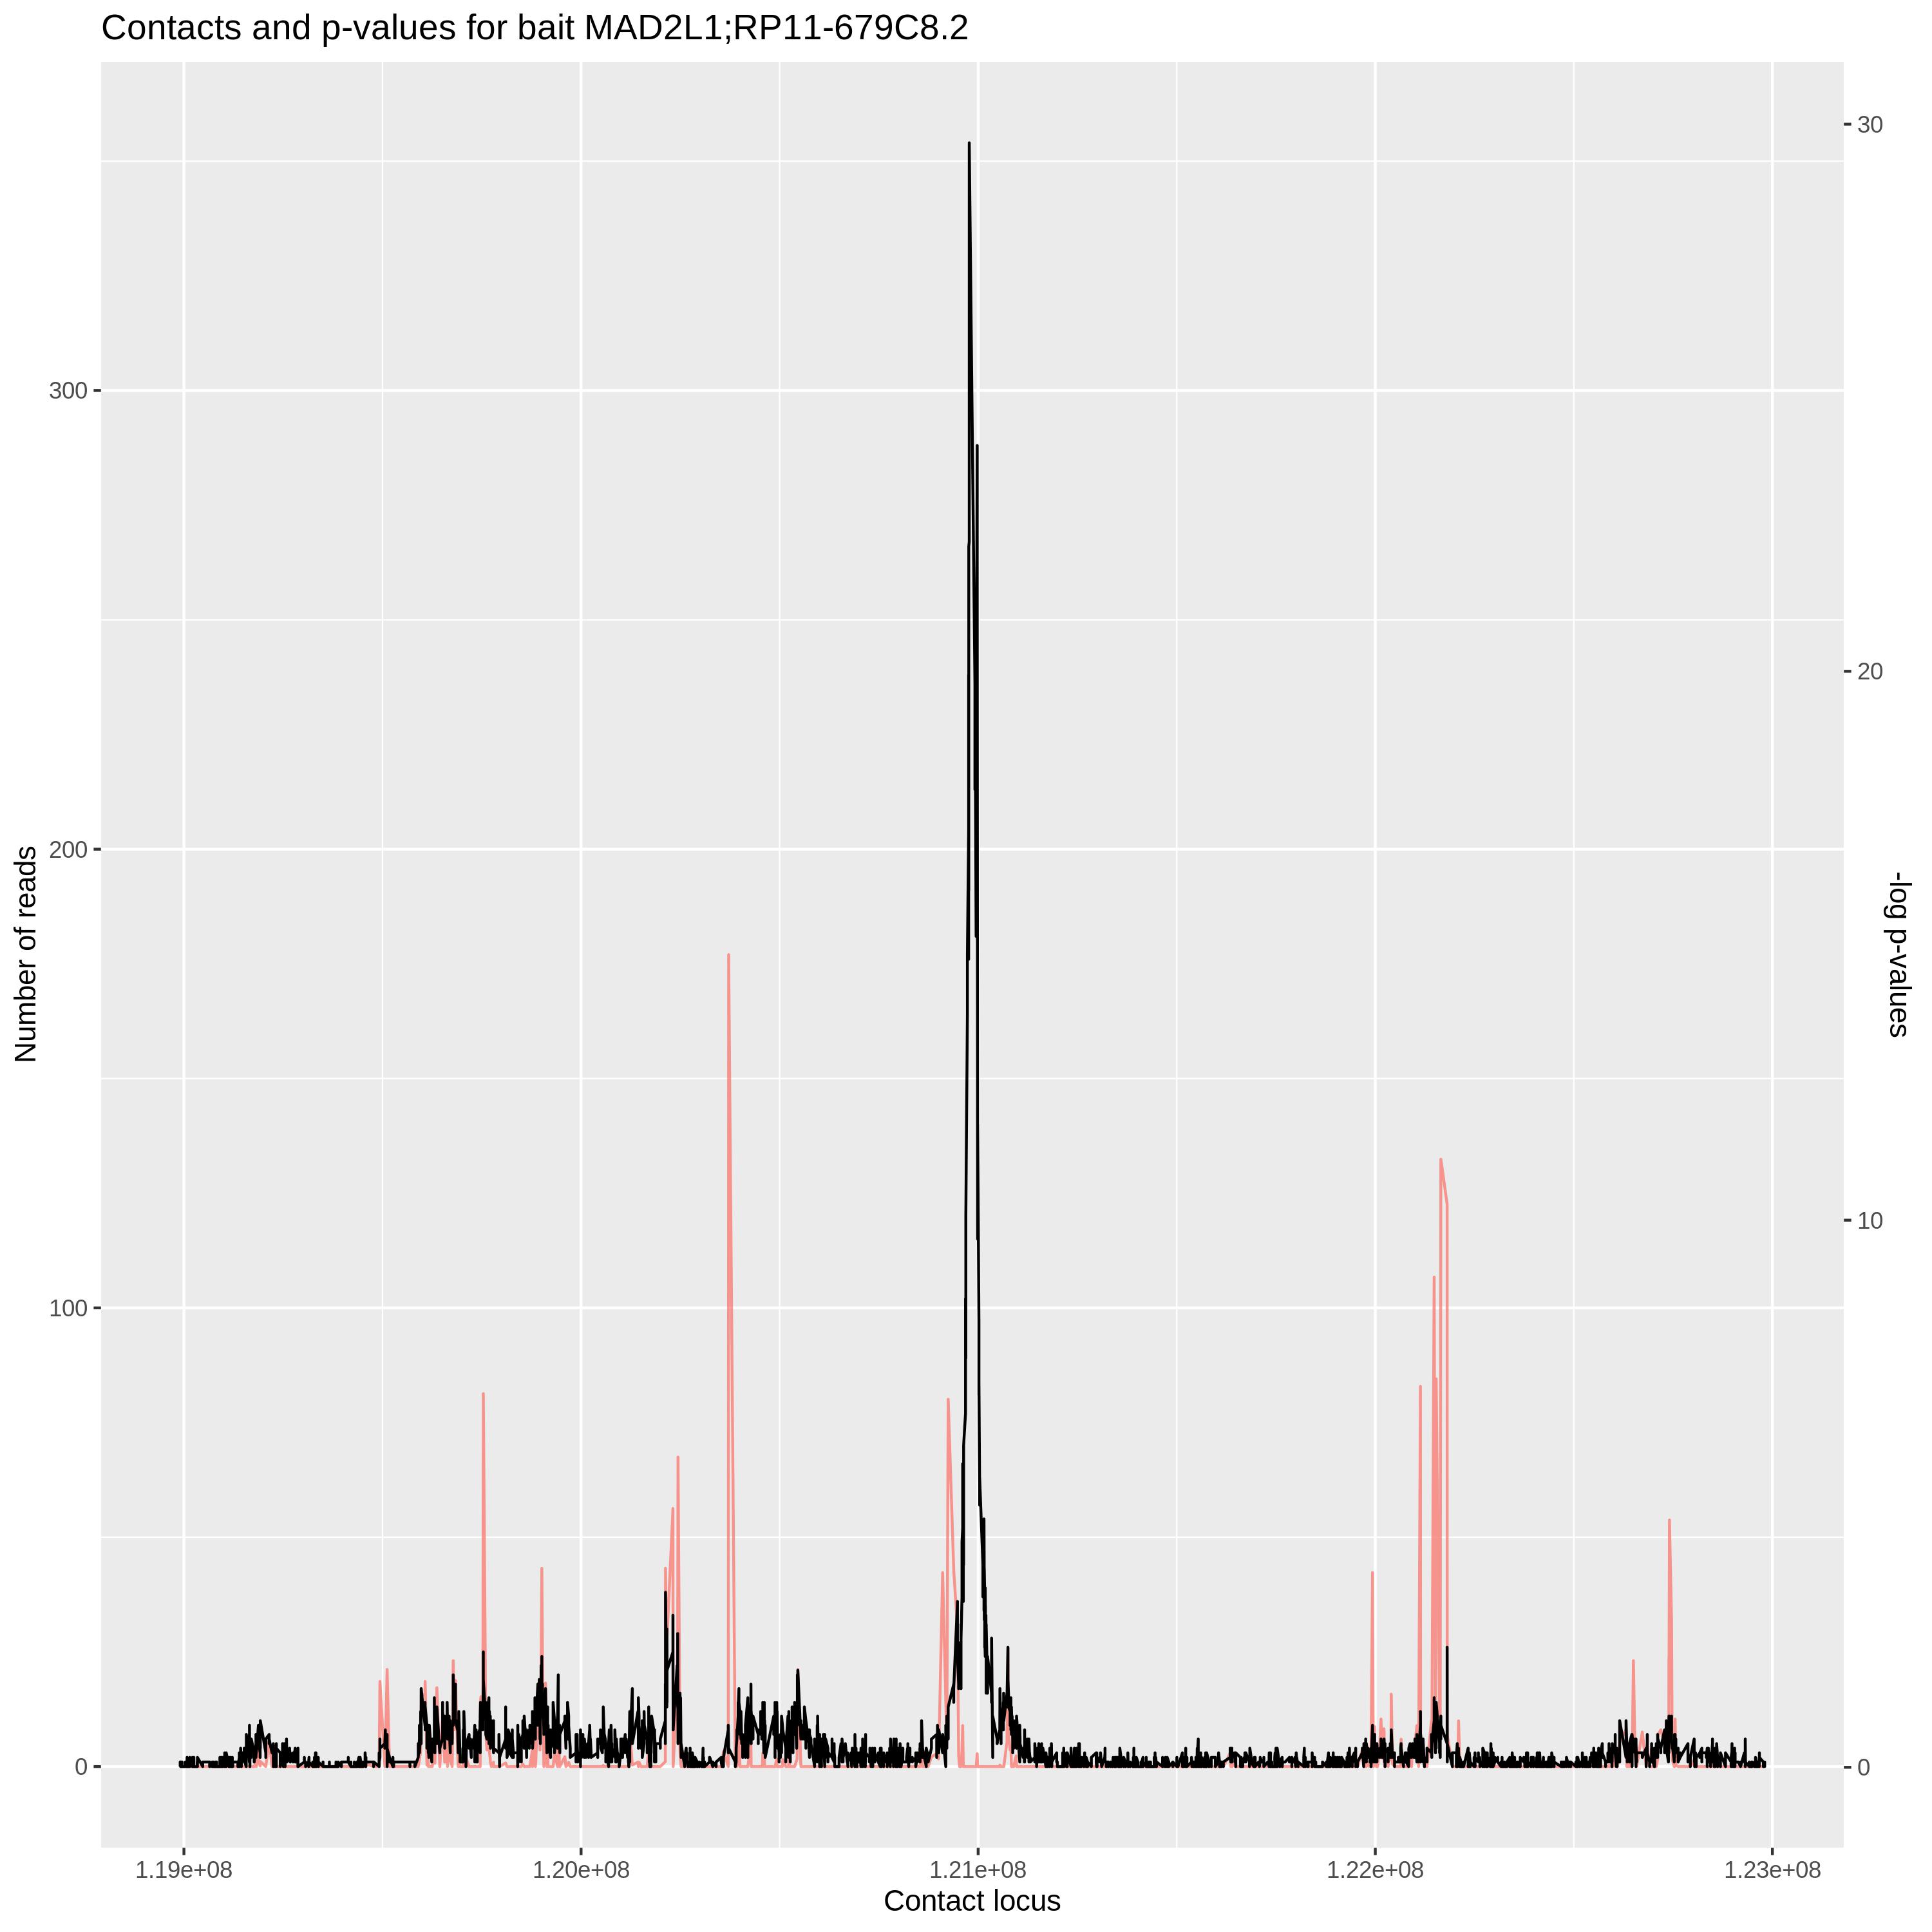 Contacts and p-values for bait MAD2L1;RP11-679C8.2
Number of reads
300
200
100
0
30
20
10
0
-log p-values
1.19e+08 1.20e+08 1.21e+08 1.22e+08 1.23e+08
Contact locus